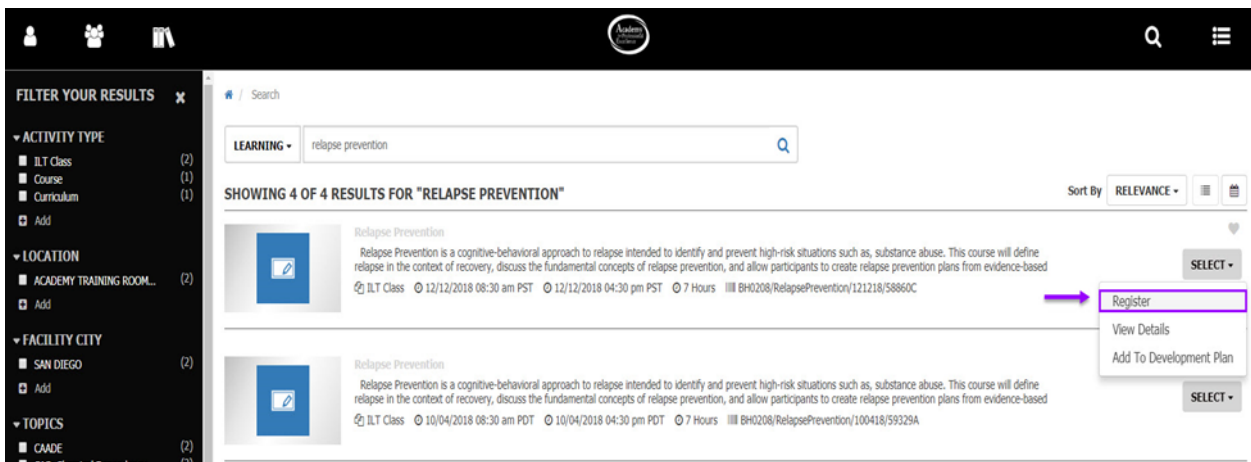 Academy
FILTER YOUR RESULTS
ACTIVITY TYPE
ILT Class (2)
Course (1)
Curriculum (1)
Add
LOCATION
ACADEMY TRAINING ROOM... (2)
Add
FACILITY CITY
SAN DIEGO (2)
Add
TOPICS
CAADE (2)
/ Search
LEARNING relapse prevention
SHOWING 4 OF 4 RESULTS FOR "RELAPSE PREVENTION" Sort By RELEVANCE
Relapse Prevention
Relapse Prevention is a cognitive-behavioral approach to relapse intended to identify and prevent high-risk situations such as, substance abuse. This course will define
relapse in the context of recovery, discuss the fundamental concepts of relapse prevention, and allow participants to create relapse prevention plans from evidence-based
ILT Class 12/12/2018 08:30 am PST 12/12/2018 04:30 pm PST 7 Hours BH0208/RelapsePrevention/121218/58860C
SELECT
Register
View Details
Add To Development Plan
Relapse Prevention
Relapse Prevention is a cognitive-behavioral approach to relapse intended to identify and prevent high-risk situations such as, substance abuse. This course will define
relapse in the context of recovery, discuss the fundamental concepts of relapse prevention, and allow participants to create relapse prevention plans from evidence-based
ILT Class 10/04/2018 08:30 am PDT 10/04/2018 04:30 pm PDT 7 Hours BH0208/RelapsePrevention/100418/59329A
SELECT